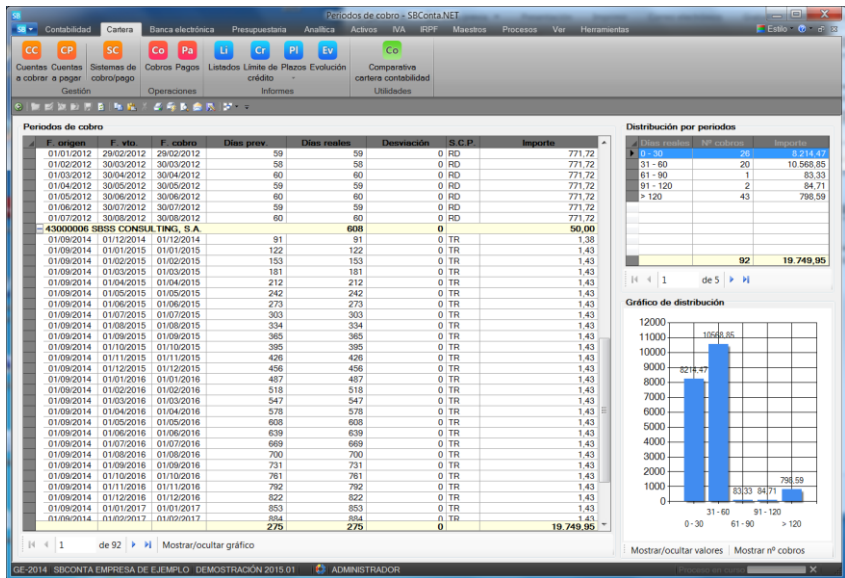 Periodos de cobro - SBConta.NET
Contabilidad Cartera Banca electrónica Presupuestaria Analítica Activos IVA IRPF Maestros Procesos Ver Herramientas Estilo
CC CP SC Co Pa Li Cr Pl Ev Co
Cuentas Cuentas Sistemas de Cobros Pagos Listados Límite de Plazos Evolución Comparativa
a cobrar a pagar cobro/pago crédito cartera contabilidad
Gestión Operaciones Informes Utilidades
Periodos de cobro
F. origen F. vto. F. cobro Días prev. Días reales Desviación S.C.P. Importe
01/01/2012 29/02/2012 29/02/2012 59 59 0 RD 771,72
01/02/2012 30/03/2012 30/03/2012 58 58 0 RD 771,72
01/03/2012 30/04/2012 30/04/2012 60 60 0 RD 771,72
01/04/2012 30/05/2012 30/05/2012 59 59 0 RD 771,72
01/05/2012 30/06/2012 30/06/2012 60 60 0 RD 771,72
01/06/2012 30/07/2012 30/07/2012 59 59 0 RD 771,72
01/07/2012 30/08/2012 30/08/2012 60 60 0 RD 771,72
43000006 SBSS CONSULTING, S.A. 608 0 50,00
01/09/2014 01/12/2014 01/12/2014 91 91 0 TR 1,38
01/09/2014 01/01/2015 01/01/2015 122 122 0 TR 1,43
01/09/2014 01/02/2015 01/02/2015 153 153 0 TR 1,43
01/09/2014 01/03/2015 01/03/2015 181 181 0 TR 1,43
01/09/2014 01/04/2015 01/04/2015 212 212 0 TR 1,43
01/09/2014 01/05/2015 01/05/2015 242 242 0 TR 1,43
01/09/2014 01/06/2015 01/06/2015 273 273 0 TR 1,43
01/09/2014 01/07/2015 01/07/2015 303 303 0 TR 1,43
01/09/2014 01/08/2015 01/08/2015 334 334 0 TR 1,43
01/09/2014 01/09/2015 01/09/2015 365 365 0 TR 1,43
01/09/2014 01/10/2015 01/10/2015 395 395 0 TR 1,43
01/09/2014 01/11/2015 01/11/2015 426 426 0 TR 1,43
01/09/2014 01/12/2015 01/12/2015 456 456 0 TR 1,43
01/09/2014 01/01/2016 01/01/2016 487 487 0 TR 1,43
01/09/2014 01/02/2016 01/02/2016 518 518 0 TR 1,43
01/09/2014 01/03/2016 01/03/2016 547 547 0 TR 1,43
01/09/2014 01/04/2016 01/04/2016 578 578 0 TR 1,43
01/09/2014 01/05/2016 01/05/2016 608 608 0 TR 1,43
01/09/2014 01/06/2016 01/06/2016 639 639 0 TR 1,43
01/09/2014 01/07/2016 01/07/2016 669 669 0 TR 1,43
01/09/2014 01/08/2016 01/08/2016 700 700 0 TR 1,43
01/09/2014 01/09/2016 01/09/2016 731 731 0 TR 1,43
01/09/2014 01/10/2016 01/10/2016 761 761 0 TR 1,43
01/09/2014 01/11/2016 01/11/2016 792 792 0 TR 1,43
01/09/2014 01/12/2016 01/12/2016 822 822 0 TR 1,43
01/09/2014 01/01/2017 01/01/2017 853 853 0 TR 1,43
01/09/2014 01/02/2017 01/02/2017 884 884 0 TR 1,43
275 275 0 19.749,95
1 de 92 Mostrar/ocultar gráfico
Distribución por periodos
Días reales Nº cobros Importe
0 - 30 26 8.214,47
31 - 60 20 10.568,85
61 - 90 1 83,33
91 - 120 2 84,71
> 120 43 798,59
92 19.749,95
1 de 5
Gráfico de distribución
12000
11000
10000
9000
8000
7000
6000
5000
4000
3000
2000
1000
0
8214,47
10568,85
83,33
84,71
798,59
31 - 60 91 - 120
0 - 30 61 - 90 > 120
Mostrar/ocultar valores Mostrar nº cobros
GE-2014 SBCONTA EMPRESA DE EJEMPLO DEMOSTRACIÓN 2015.01 ADMINISTRADOR Proceso en curso